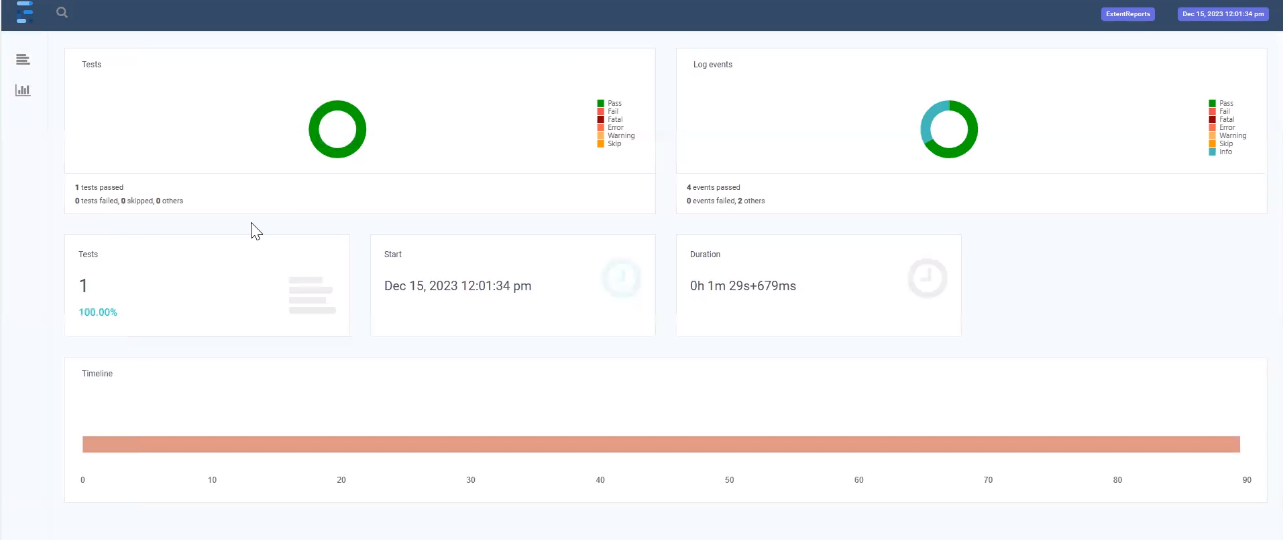 ExtentReports
Dec 15, 2023 12:01:34 pm
Tests
Pass
Fail
Fatal
Error
Warning
Skip
1 tests passed
0 tests failed, 0 skipped, 0 others
Log events
Pass
Fail
Fatal
Error
Warning
Skip
Info
4 events passed
0 events failed, 2 others
Tests
1
100.00%
Start
Dec 15, 2023 12:01:34 pm
Duration
0h 1m 29s+679ms
Timeline
0 10 20 30 40 50 60 70 80 90